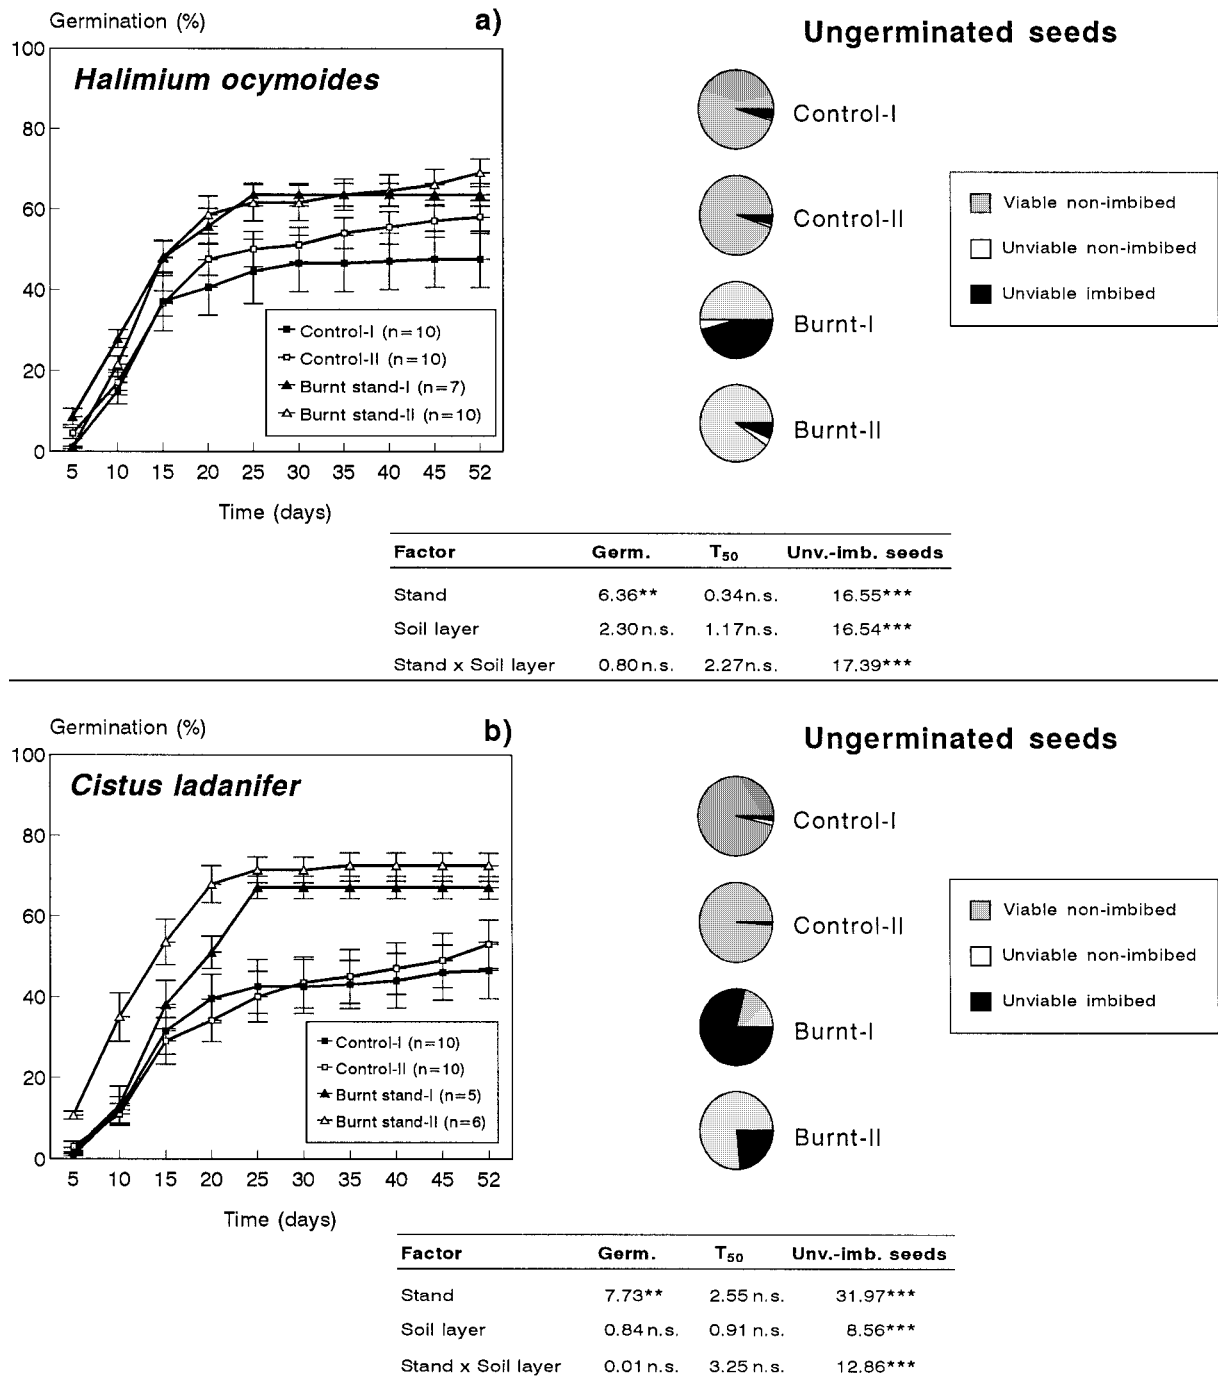 Germination (%)
a)
Halimium ocymoides
100
80
60
40
20
0
5 10 15 20 25 30 35 40 45 52
Time (days)
Control-I (n=10)
Control-II (n=10)
Burnt stand-I (n=7)
Burnt stand-II (n=10)
Ungerminated seeds
Control-I
Control-II
Burnt-I
Burnt-II
Viable non-imbibed
Unviable non-imbibed
Unviable imbibed
Factor Germ. T50 Unv.-imb. seeds
Stand 6.36** 0.34n.s. 16.55***
Soil layer 2.30n.s. 1.17n.s. 16.54***
Stand x Soil layer 0.80n.s. 2.27n.s. 17.39***
Germination (%)
b)
Cistus ladanifer
100
80
60
40
20
0
5 10 15 20 25 30 35 40 45 52
Time (days)
Control-I (n=10)
Control-II (n=10)
Burnt stand-I (n=5)
Burnt stand-II (n=6)
Ungerminated seeds
Control-I
Control-II
Burnt-I
Burnt-II
Viable non-imbibed
Unviable non-imbibed
Unviable imbibed
Factor Germ. T50 Unv.-imb. seeds
Stand 7.73** 2.55 n.s. 31.97***
Soil layer 0.84n.s. 0.91 n.s. 8.56***
Stand x Soil layer 0.01 n.s. 3.25 n.s. 12.86***